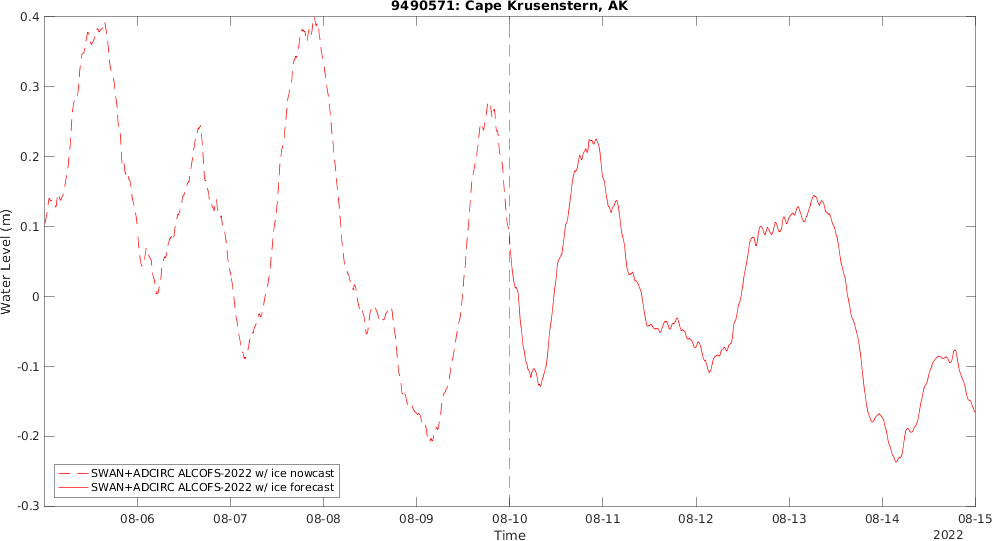 9490571: Cape Krusenstern, AK
0.4
0.3
0.2
0.1
0
-0.1
-0.2
-0.3
Water Level (m)
SWAN+ADCIRC ALCOFS-2022 w/ ice nowcast
SWAN+ADCIRC ALCOFS-2022 w/ ice forecast
08-06 08-07 08-08 08-09 08-10 08-11 08-12 08-13 08-14 08-15
Time
2022